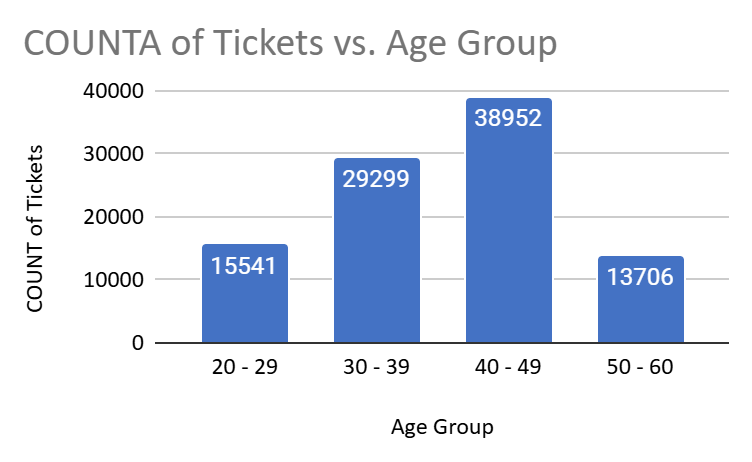 COUNTA of Tickets vs. Age Group
COUNT of Tickets
40000
30000
20000
10000
0
15541
29299
38952
13706
20 - 29
30 - 39
40 - 49
50 - 60
Age Group